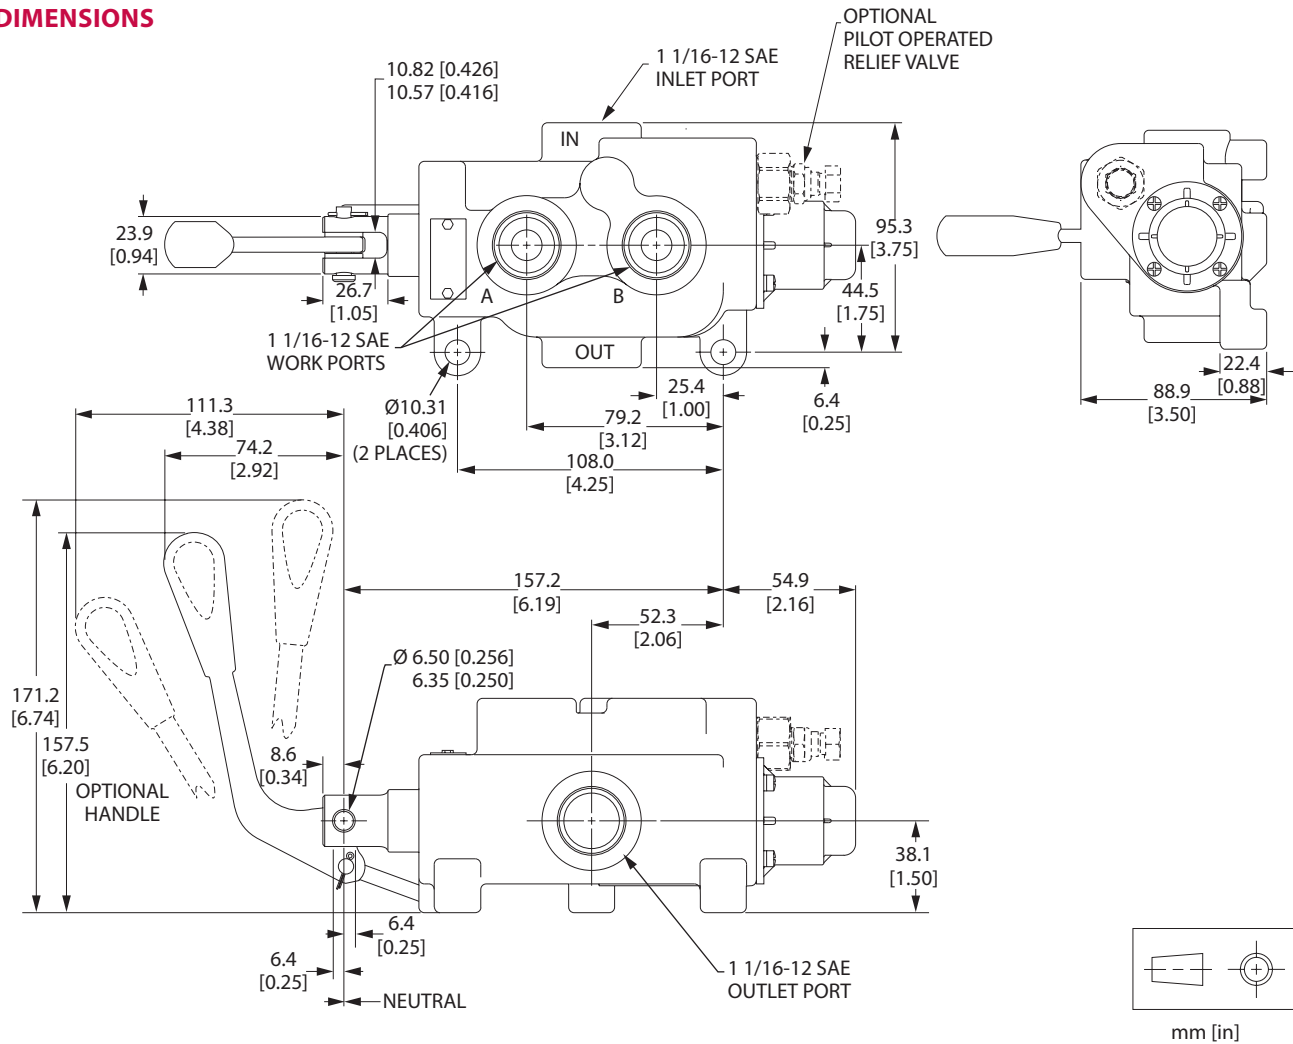 DIMENSIONS
OPTIONAL
PILOT OPERATED
RELIEF VALVE
1 1/16-12 SAE
INLET PORT
10.82 [0.426]
10.57 [0.416]
IN
23.9
[0.94]
95.3
[3.75]
44.5
[1.75]
26.7
[1.05]
A
B
1 1/16-12 SAE
WORK PORTS
OUT
22.4
[0.88]
88.9
[3.50]
25.4
[1.00]
6.4
[0.25]
Ø10.31
[0.406]
(2 PLACES)
79.2
[3.12]
108.0
[4.25]
111.3
[4.38]
74.2
[2.92]
157.2
[6.19]
54.9
[2.16]
52.3
[2.06]
Ø 6.50 [0.256]
6.35 [0.250]
171.2
[6.74]
157.5
[6.20]
8.6
[0.34]
OPTIONAL
HANDLE
38.1
[1.50]
6.4
[0.25]
6.4
[0.25]
NEUTRAL
1 1/16-12 SAE
OUTLET PORT
mm [in]